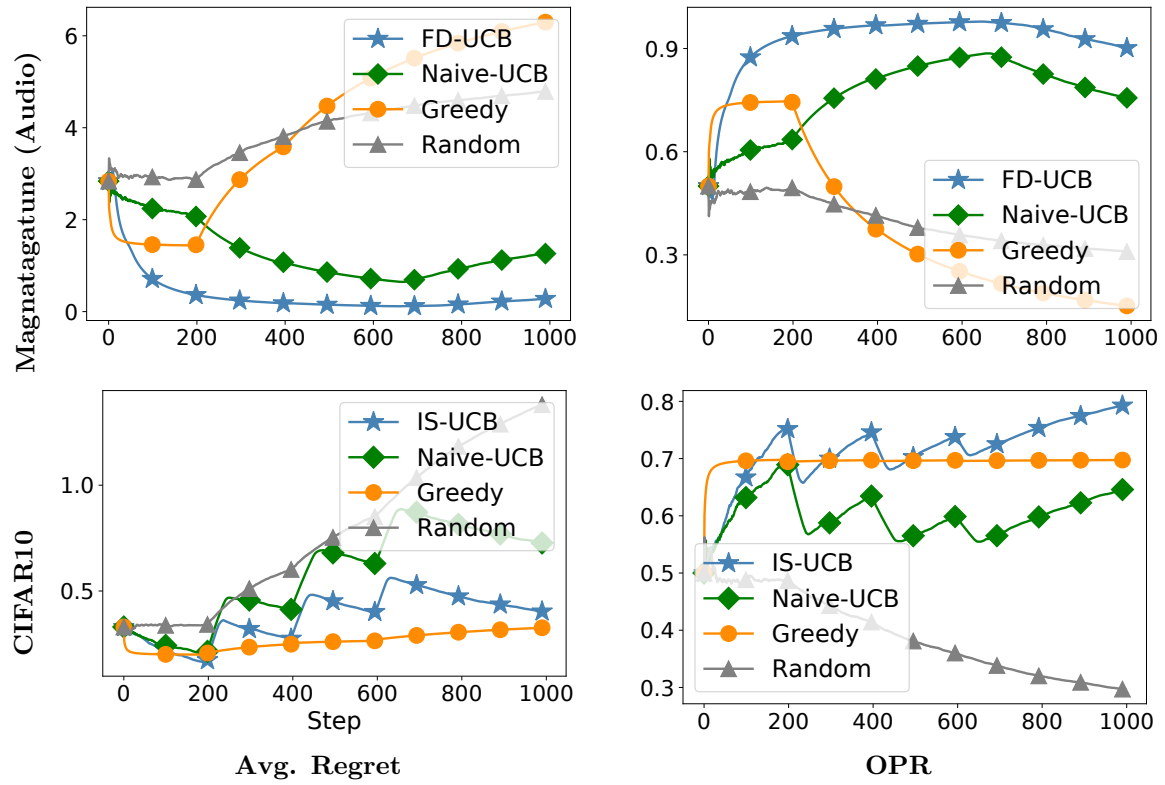 Magnatagatune (Audio)
6
4
2
0
FD-UCB
Naive-UCB
Greedy
Random
0 200 400 600 800 1000
0.9
0.6
0.3
FD-UCB
Naive-UCB
Greedy
Random
0 200 400 600 800 1000
CIFAR10
1.0
0.5
IS-UCB
Naive-UCB
Greedy
Random
0 200 400 600 800 1000
Step
Avg. Regret
0.8
0.7
0.6
0.5
0.4
0.3
IS-UCB
Naive-UCB
Greedy
Random
0 200 400 600 800 1000
OPR